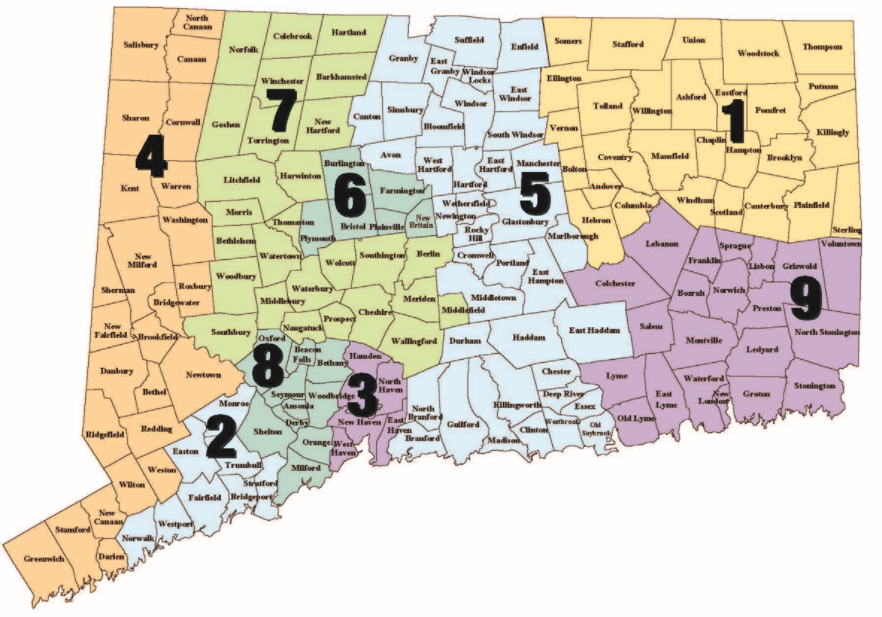 North
Canaan
Salisbury
Canaan
Norfolk
Colebrook
Hartland
Granby
Suffield
Enfield
Somers
Stafford
Union
Woodstock
Thompson
East
Granby
Windsor
Locks
Winchester
Barkhamsted
Ellington
Putnam
Sharon
Cornwall
4
Goshen
7
Torrington
New
Hartford
Canton
Simsbury
Bloomfield
Windsor
East
Windsor
South Windsor
Vernon
Tolland
Willington
Ashford
Eastford
1
Pomfret
Killingly
Kent
Warren
Litchfield
Harwinton
Burlington
6
Farmington
Avon
West
Hartford
Hartford
East
Hartford
Manchester
5
Bolton
Coventry
Mansfield
Chaplin
Hampton
Brooklyn
Andover
Washington
Morris
Thomaston
Plymouth
Bristol
Plainville
New
Britain
Wethersfield
Newington
Glastonbury
Hebron
Columbia
Windham
Scotland
Canterbury
Plainfield
Sterling
New
Milford
Bethlehem
Watertown
Wolcott
Southington
Berlin
Rocky
Hill
Cromwell
Portland
Marlborough
Lebanon
Franklin
Sprague
Lisbon
Griswold
Voluntown
Sherman
Roxbury
Bridgewater
Woodbury
Middlebury
Waterbury
Cheshire
Meriden
Middlefield
Middletown
East
Hampton
Colchester
Bozrah
Norwich
Preston
9
North Stonington
New
Fairfield
Brookfield
Southbury
Naugatuck
Prospect
Wallingford
Durham
Haddam
East Haddam
Salem
Montville
Ledyard
Danbury
Bethel
Newtown
Oxford
8
Beacon
Falls
Bethany
Hamden
3
North
Haven
Chester
Deep River
Essex
Lyme
East
Lyme
Waterford
New
London
Groton
Stonington
Monroe
Seymour
Ansonia
Woodbridge
Derby
New Haven
East
Haven
North
Branford
Branford
Guilford
Killingworth
Madison
Clinton
Westbrook
Old
Saybrook
Old Lyme
Ridgefield
Redding
2
Easton
Shelton
Orange
West
Haven
Trumbull
Milford
Wilton
Weston
Fairfield
Stratford
Bridgeport
New
Canaan
Westport
Norwalk
Stamford
Darien
Greenwich